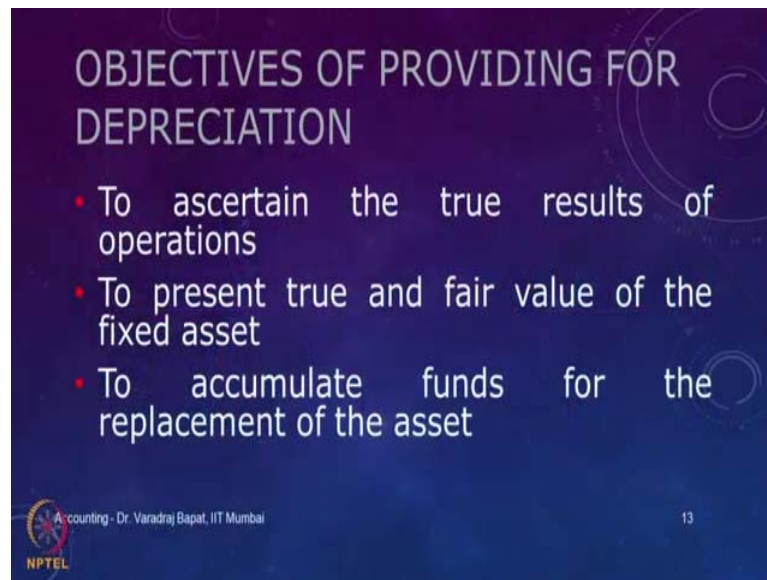 OBJECTIVES OF PROVIDING FOR
DEPRECIATION
• To ascertain the true results of
operations
• To present true and fair value of the
fixed asset
• To accumulate funds for the
replacement of the asset
Accounting - Dr. Varadraj Bapat, IIT Mumbai
13
NPTEL